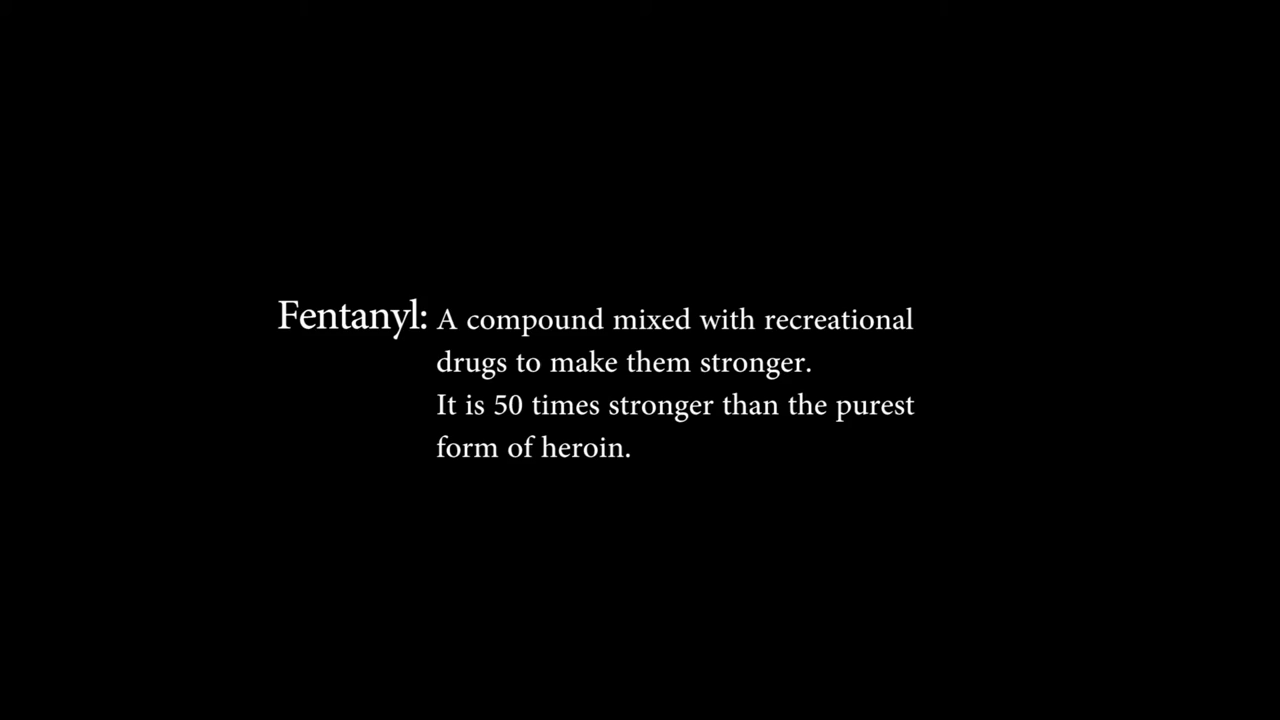 Fentanyl: A compound mixed with recreational
drugs to make them stronger.
It is 50 times stronger than the purest
form of heroin.